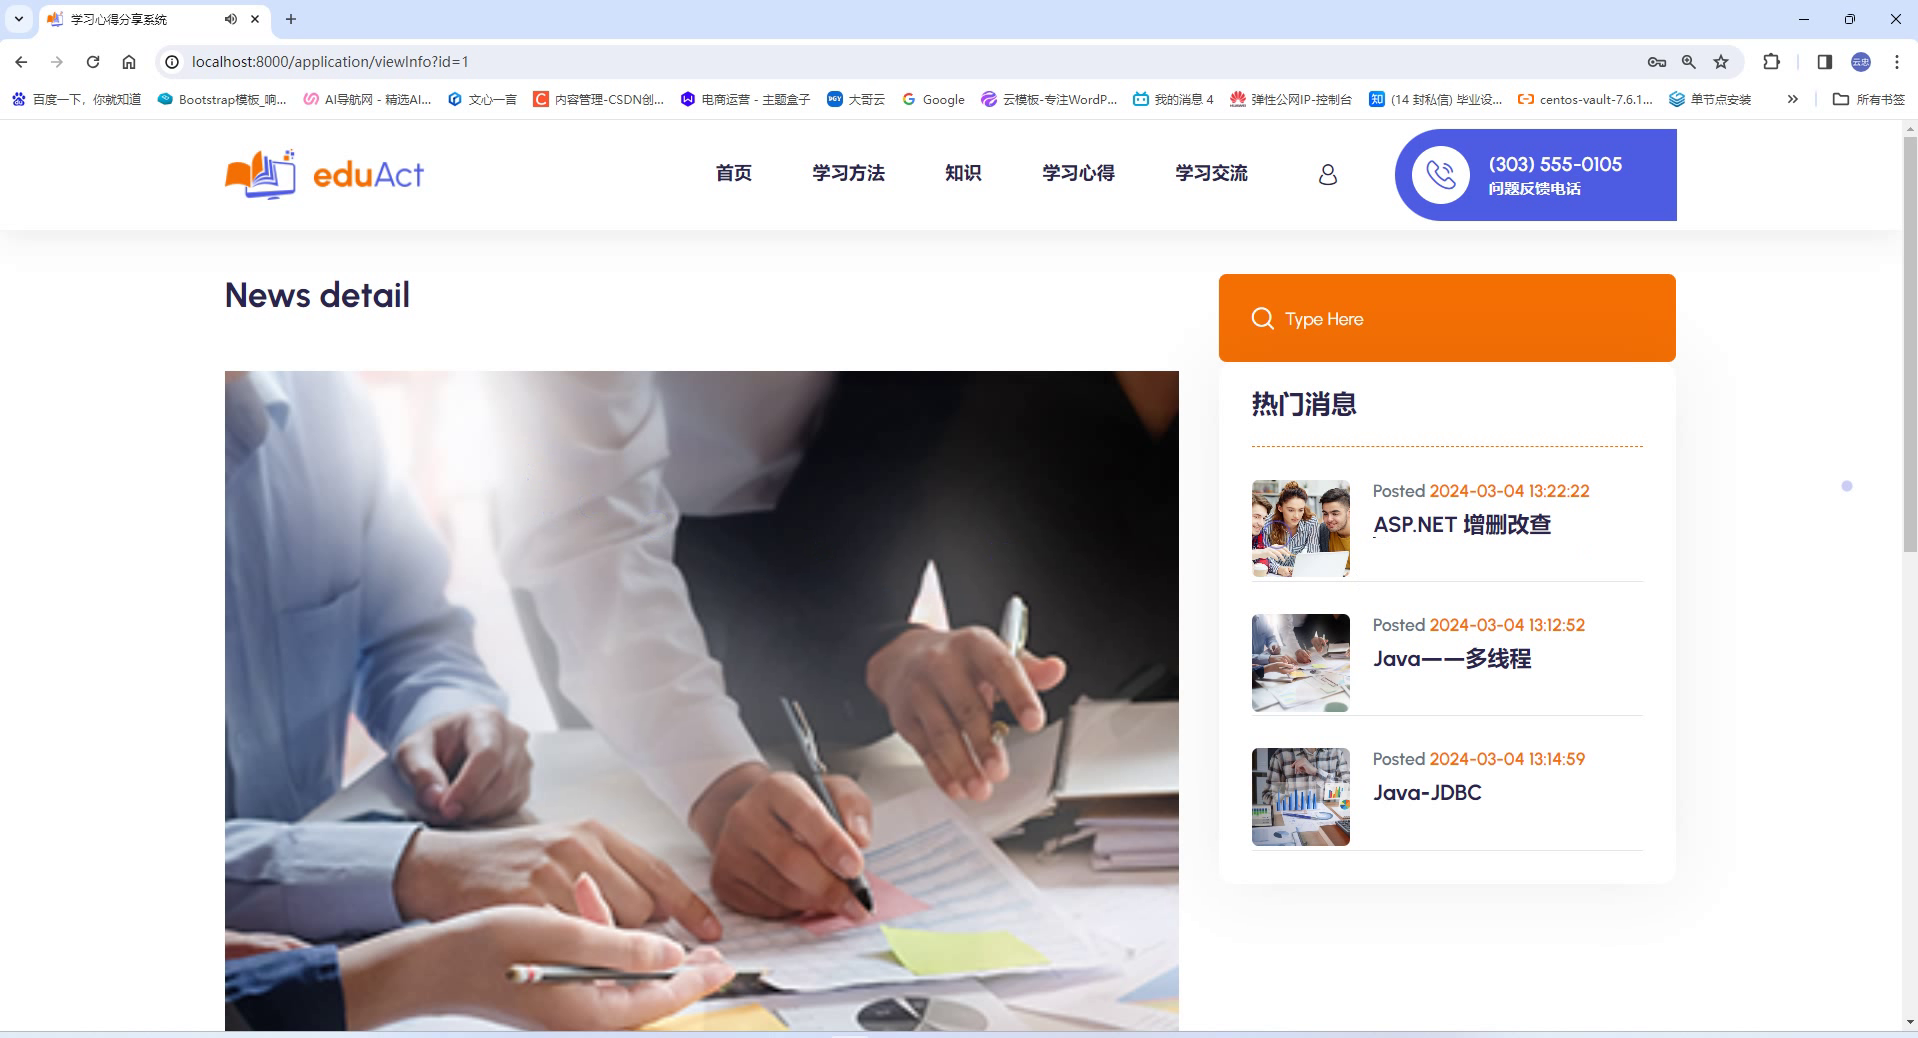 学习心得分享系统
localhost:8000/application/viewInfo?id=1
百度一下，你就知道
Bootstrap模板_响...
AI导航网 - 精选AI...
文心一言
内容管理-CSDN创...
电商运营 - 主题盒子
大哥云
Google
云模板-专注WordP...
我的消息 4
弹性公网IP-控制台
(14 封私信) 毕业设...
centos-vault-7.6.1...
单节点安装
所有书签
eduAct
首页
学习方法
知识
学习心得
学习交流
(303) 555-0105
问题反馈电话
News detail
Type Here
热门消息
Posted 2024-03-04 13:22:22
ASP.NET 增删改查
Posted 2024-03-04 13:12:52
Java——多线程
Posted 2024-03-04 13:14:59
Java-JDBC